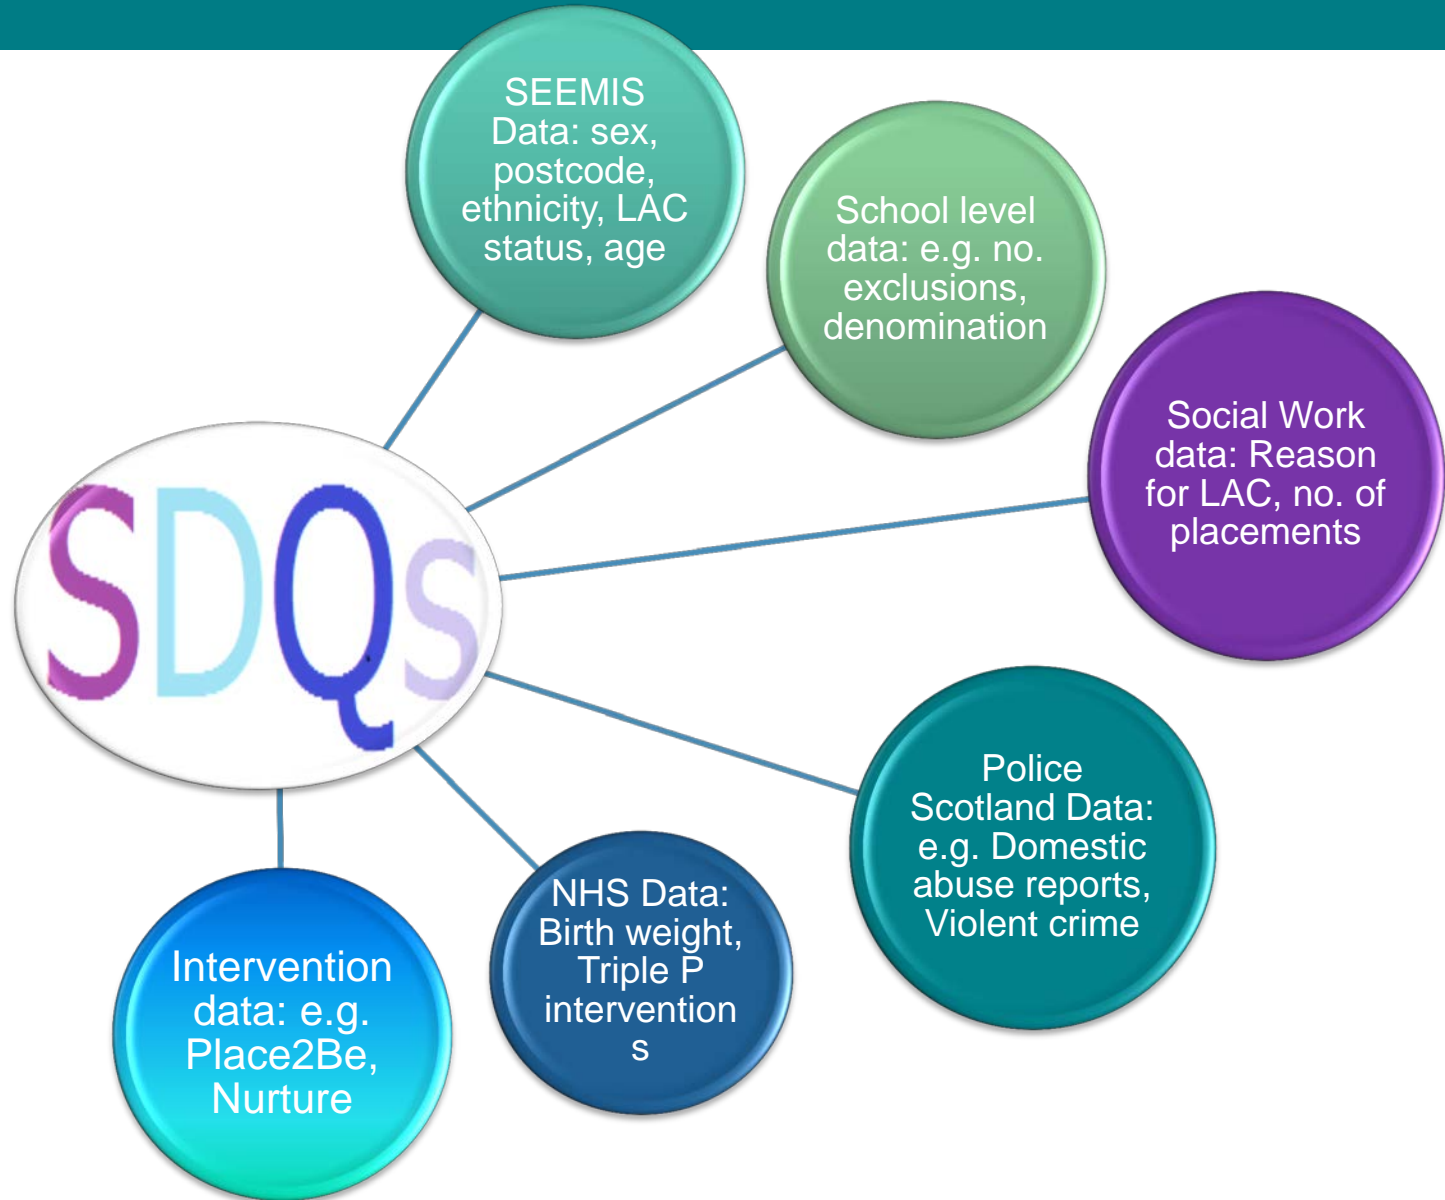 SEEMIS
Data: sex,
postcode,
ethnicity, LAC
status, age
School level
data: e.g. no.
exclusions,
denomination
Social Work
data: Reason
for LAC, no. of
placements
SDQs
Police
Scotland Data:
e.g. Domestic
abuse reports,
Violent crime
NHS Data:
Birth weight,
Triple P
intervention
s
Intervention
data: e.g.
Place2Be,
Nurture